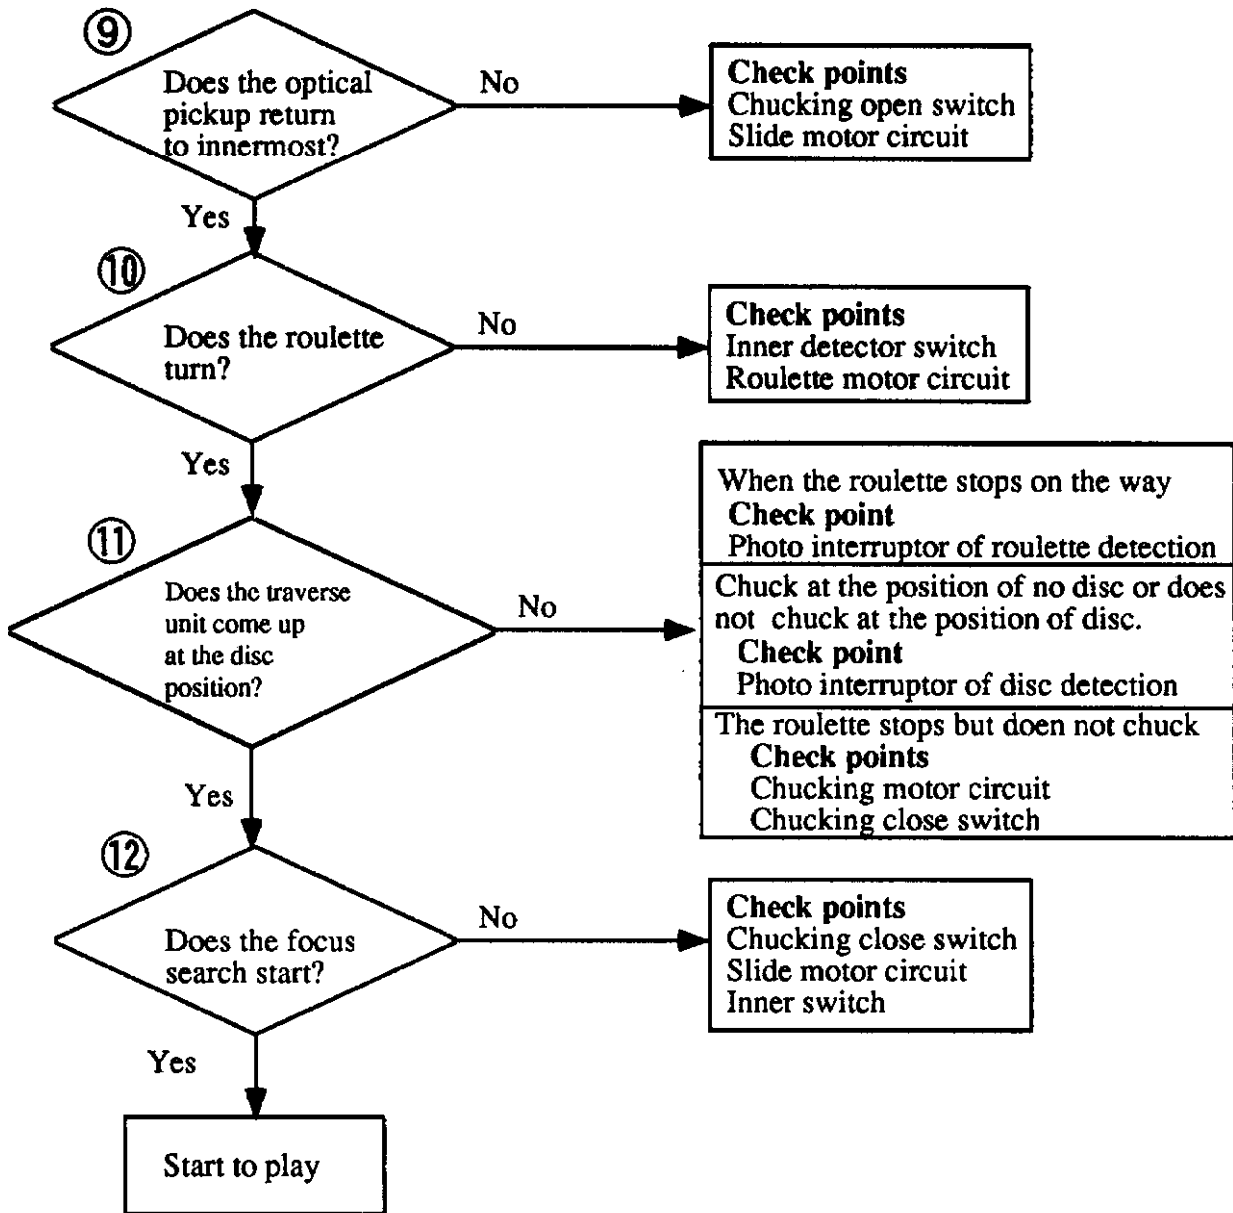 ⑨
Does the optical
pickup return
to innermost?
No
Check points
Chucking open switch
Slide motor circuit
Yes
⑩
Does the roulette
turn?
No
Check points
Inner detector switch
Roulette motor circuit
Yes
⑪
Does the traverse
unit come up
at the disc
position?
No
When the roulette stops on the way
Check point
Photo interruptor of roulette detection
Chuck at the position of no disc or does
not chuck at the position of disc.
Check point
Photo interruptor of disc detection
The roulette stops but doen not chuck
Check points
Chucking motor circuit
Chucking close switch
Yes
⑫
Does the focus
search start?
No
Check points
Chucking close switch
Slide motor circuit
Inner switch
Yes
Start to play